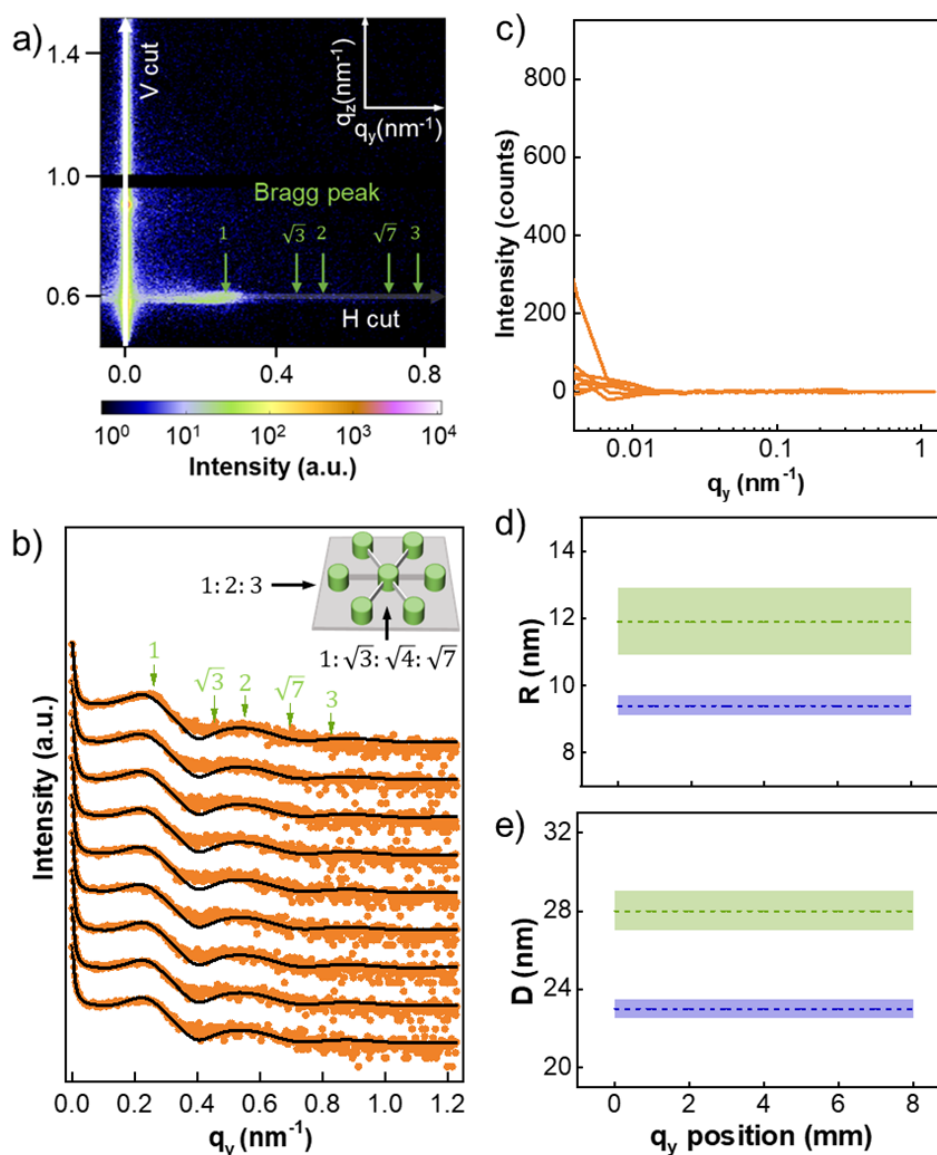 a)
1.4
1.0
0.6
V cut
q_z(nm⁻¹)
q_y(nm⁻¹)
Bragg peak
1 √3 2 √7 3
H cut
0.0 0.4 0.8
10⁰ 10¹ 10² 10³ 10⁴
Intensity (a.u.)
b)
1: 2: 3
1: √3: √4: √7
1 √3 2 √7 3
Intensity (a.u.)
0.0 0.2 0.4 0.6 0.8 1.0 1.2
q_y (nm⁻¹)
c)
800
600
400
200
0
Intensity (counts)
0.01 0.1 1
q_y (nm⁻¹)
d)
14
12
10
8
R (nm)
e)
32
28
24
20
D (nm)
0 2 4 6 8
q_y position (mm)